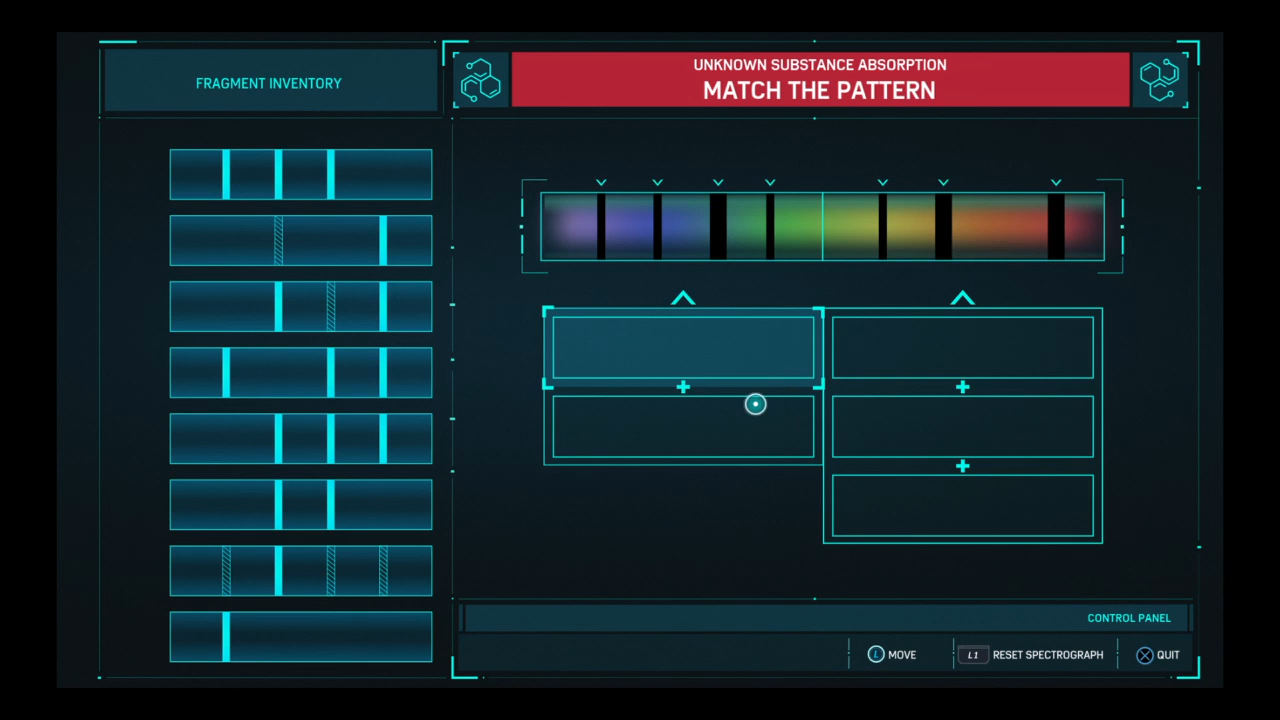 FRAGMENT INVENTORY
UNKNOWN SUBSTANCE ABSORPTION
MATCH THE PATTERN
CONTROL PANEL
L MOVE
L1 RESET SPECTROGRAPH
QUIT